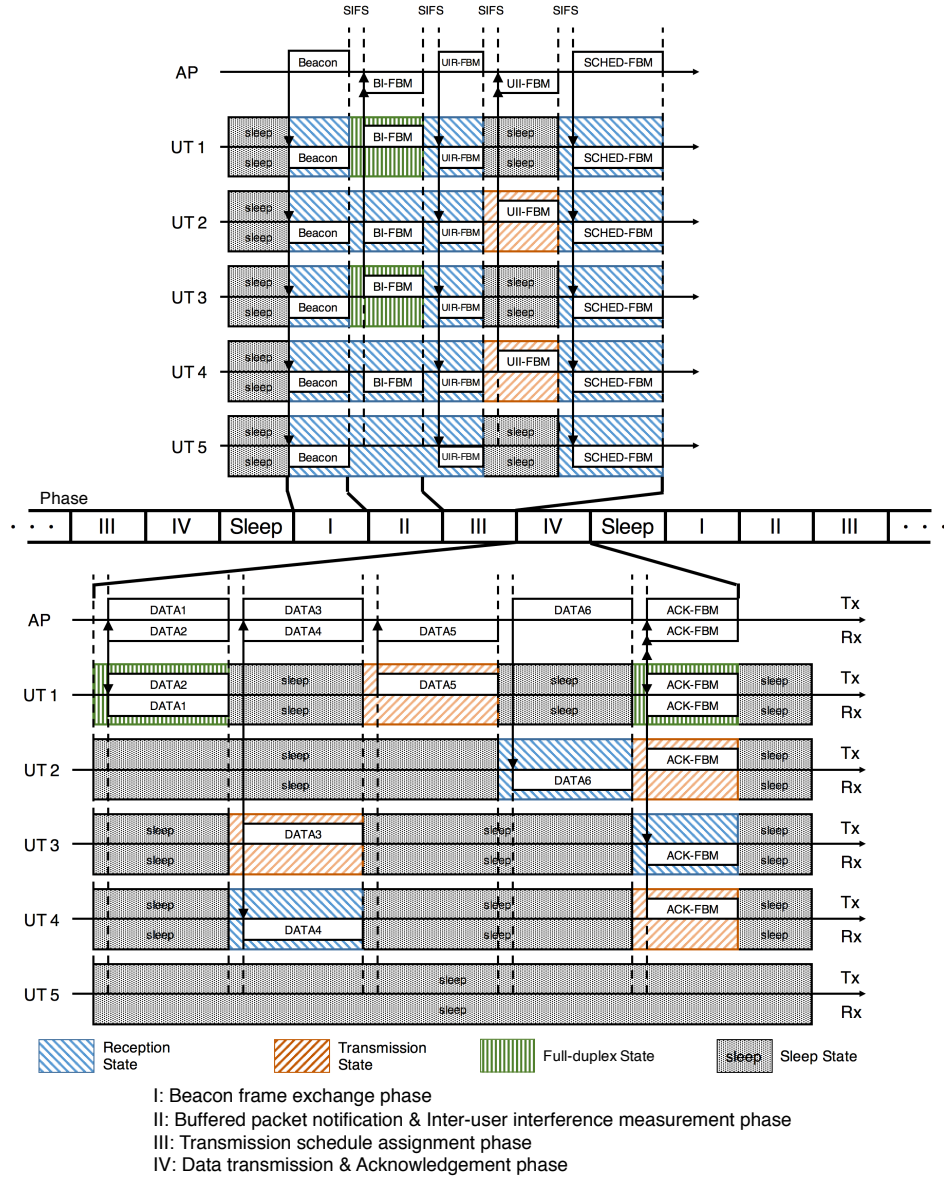 SIFS SIFS SIFS SIFS
AP Beacon UIR-FBM SCHED-FBM
BI-FBM UII-FBM
UT 1 sleep BI-FBM sleep
sleep Beacon UIR-FBM sleep SCHED-FBM
UT 2 sleep UII-FBM
sleep Beacon BI-FBM UIR-FBM SCHED-FBM
UT 3 sleep BI-FBM sleep
sleep Beacon UIR-FBM sleep SCHED-FBM
UT 4 sleep UII-FBM
sleep Beacon BI-FBM UIR-FBM SCHED-FBM
UT 5 sleep sleep
sleep Beacon UIR-FBM sleep SCHED-FBM
Phase
· · · III IV Sleep I II III IV Sleep I II III · · ·
AP DATA1 DATA3 DATA6 ACK-FBM Tx
DATA2 DATA4 DATA5 ACK-FBM Rx
UT 1 DATA2 sleep DATA5 sleep ACK-FBM sleep Tx
DATA1 sleep sleep ACK-FBM sleep Rx
UT 2 sleep ACK-FBM sleep Tx
sleep DATA6 sleep Rx
UT 3 sleep DATA3 sleep sleep Tx
sleep sleep ACK-FBM sleep Rx
UT 4 sleep sleep ACK-FBM sleep Tx
sleep DATA4 sleep sleep Rx
UT 5 sleep Tx
sleep Rx
Reception State
Transmission State
Full-duplex State
sleep Sleep State
I: Beacon frame exchange phase
II: Buffered packet notification & Inter-user interference measurement phase
III: Transmission schedule assignment phase
IV: Data transmission & Acknowledgement phase